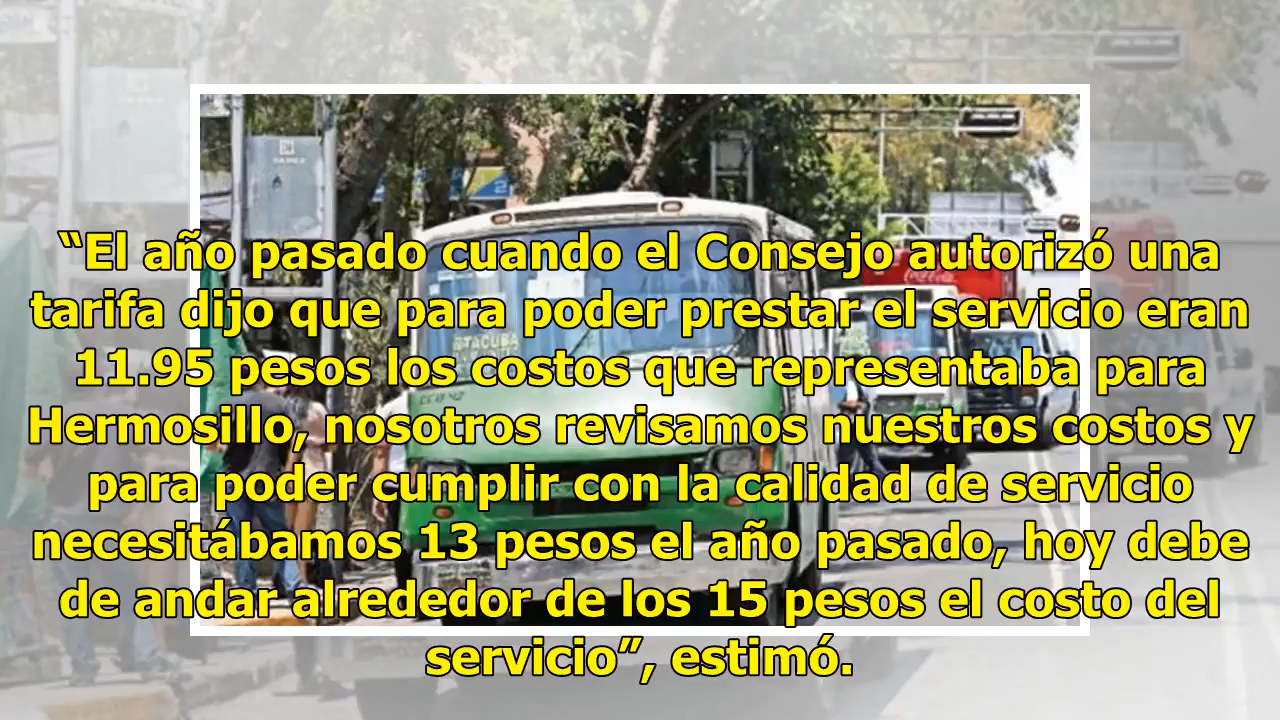 “El año pasado cuando el Consejo autorizó una
tarifa dijo que para poder prestar el servicio eran
11.95 pesos los costos que representaba para
Hermosillo, nosotros revisamos nuestros costos y
para poder cumplir con la calidad de servicio
necesitábamos 13 pesos el año pasado, hoy debe
de andar alrededor de los 15 pesos el costo del
servicio”, estimó.
TACUBA
Coca-Cola